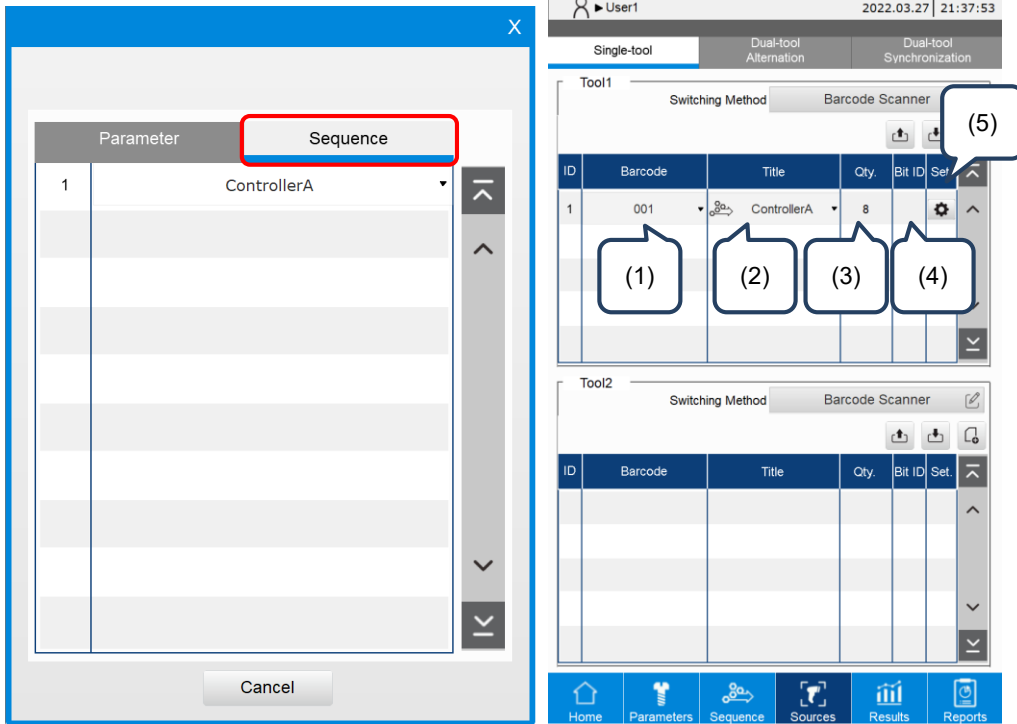 X
Parameter Sequence
1 ControllerA
Cancel
►User1 2022.03.27 21:37:53
Single-tool Dual-tool Alternation Dual-tool Synchronization
Tool1
Switching Method Barcode Scanner
(5)
ID Barcode Title Qty. Bit ID Set.
1 001 ControllerA 8
(1) (2) (3) (4)
Tool2
Switching Method Barcode Scanner
ID Barcode Title Qty. Bit ID Set.
Home Parameters Sequence Sources Results Reports